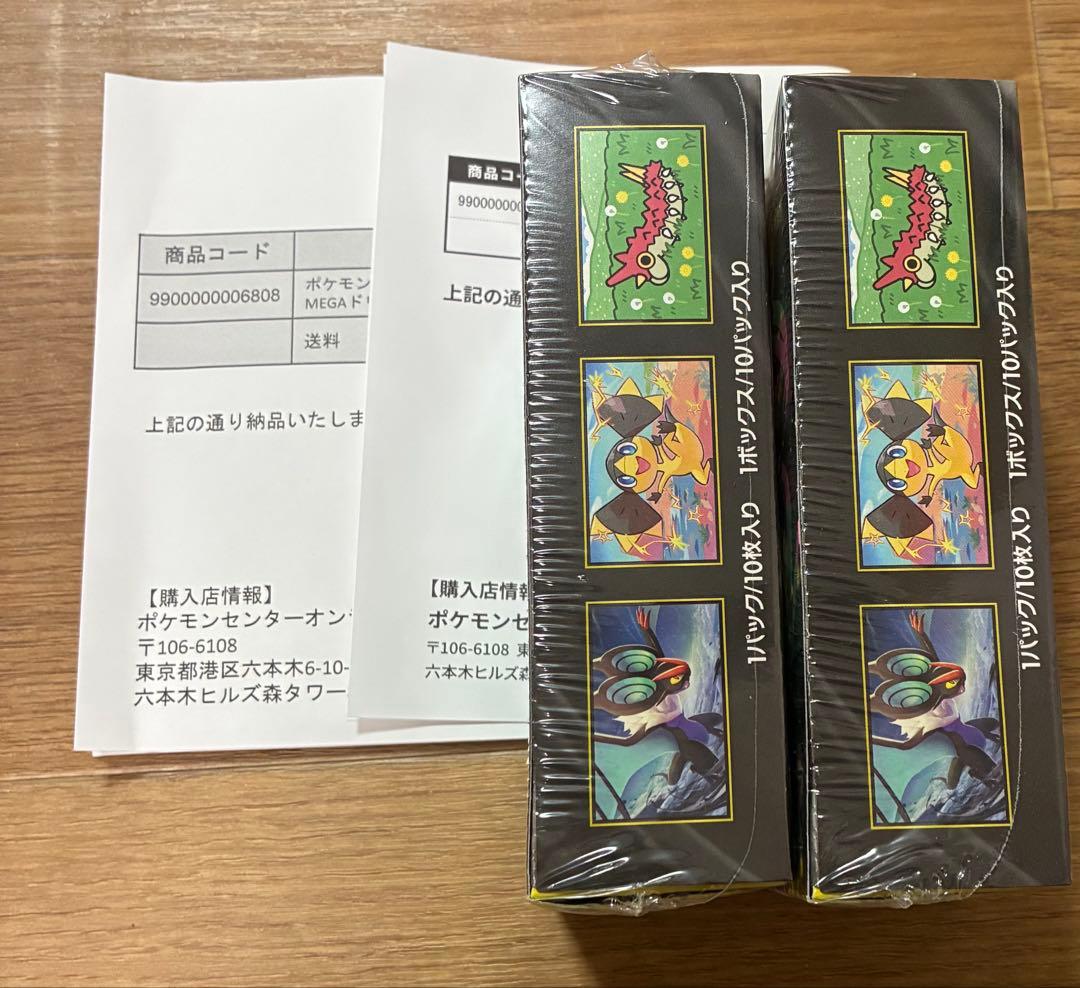 商品コード
9900000006808
ポケモン
MEGAド
送料
上記の通り納品いたしま
【購入店情報】
ポケモンセンターオン
〒106-6108
東京都港区六本木6-10-
六本木ヒルズ森タワー
商品コー
990000000
上記の通
【購入店情
ポケモンセ
〒106-6108 東
六本木ヒルズ森
1パック/10枚入り 1ボックス/10パック入り
1パック/10枚入り 1ボックス/10パック入り